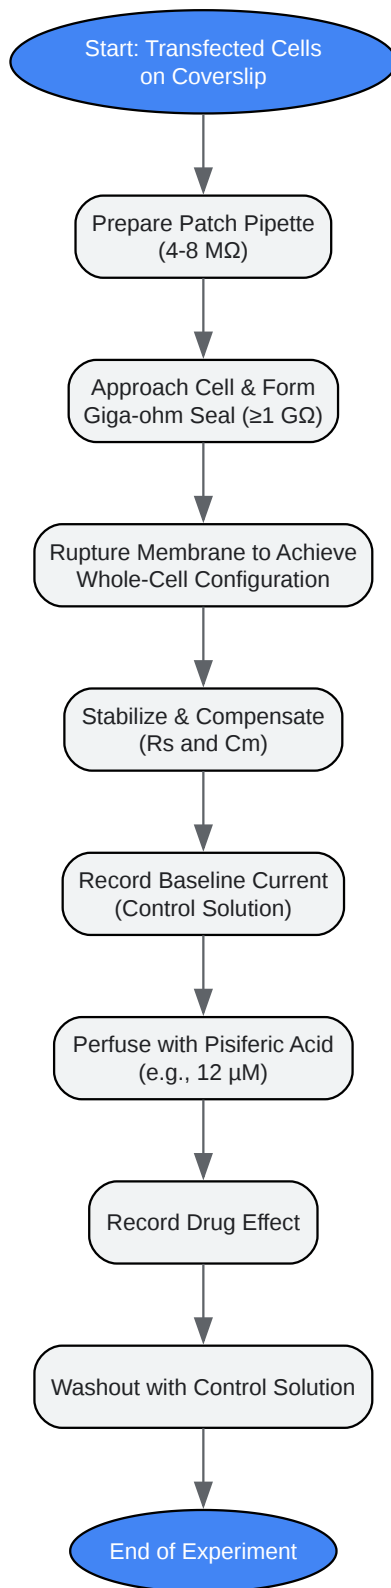 Start: Transfected Cells
on Coverslip
Prepare Patch Pipette
(4-8 MΩ)
Approach Cell & Form
Giga-ohm Seal (≥1 GΩ)
Rupture Membrane to Achieve
Whole-Cell Configuration
Stabilize & Compensate
(Rs and Cm)
Record Baseline Current
(Control Solution)
Perfuse with Pisiferic Acid
(e.g., 12 µM)
Record Drug Effect
Washout with Control Solution
End of Experiment